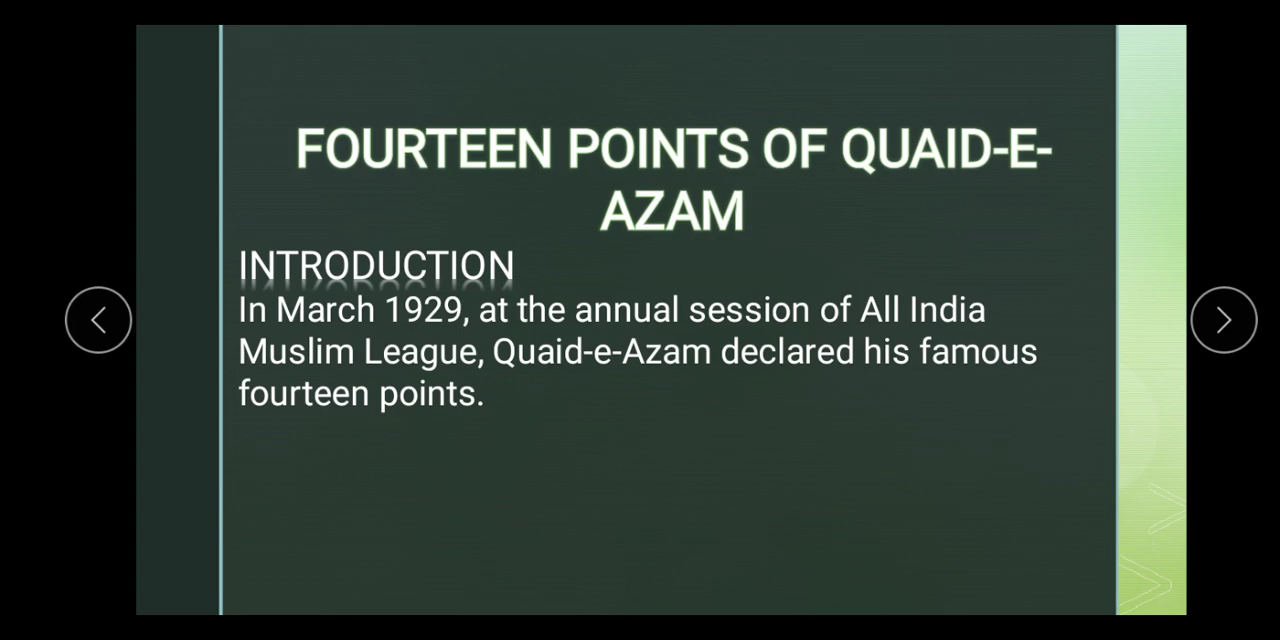 FOURTEEN POINTS OF QUAID-E-
AZAM
INTRODUCTION
In March 1929, at the annual session of All India
Muslim League, Quaid-e-Azam declared his famous
fourteen points.